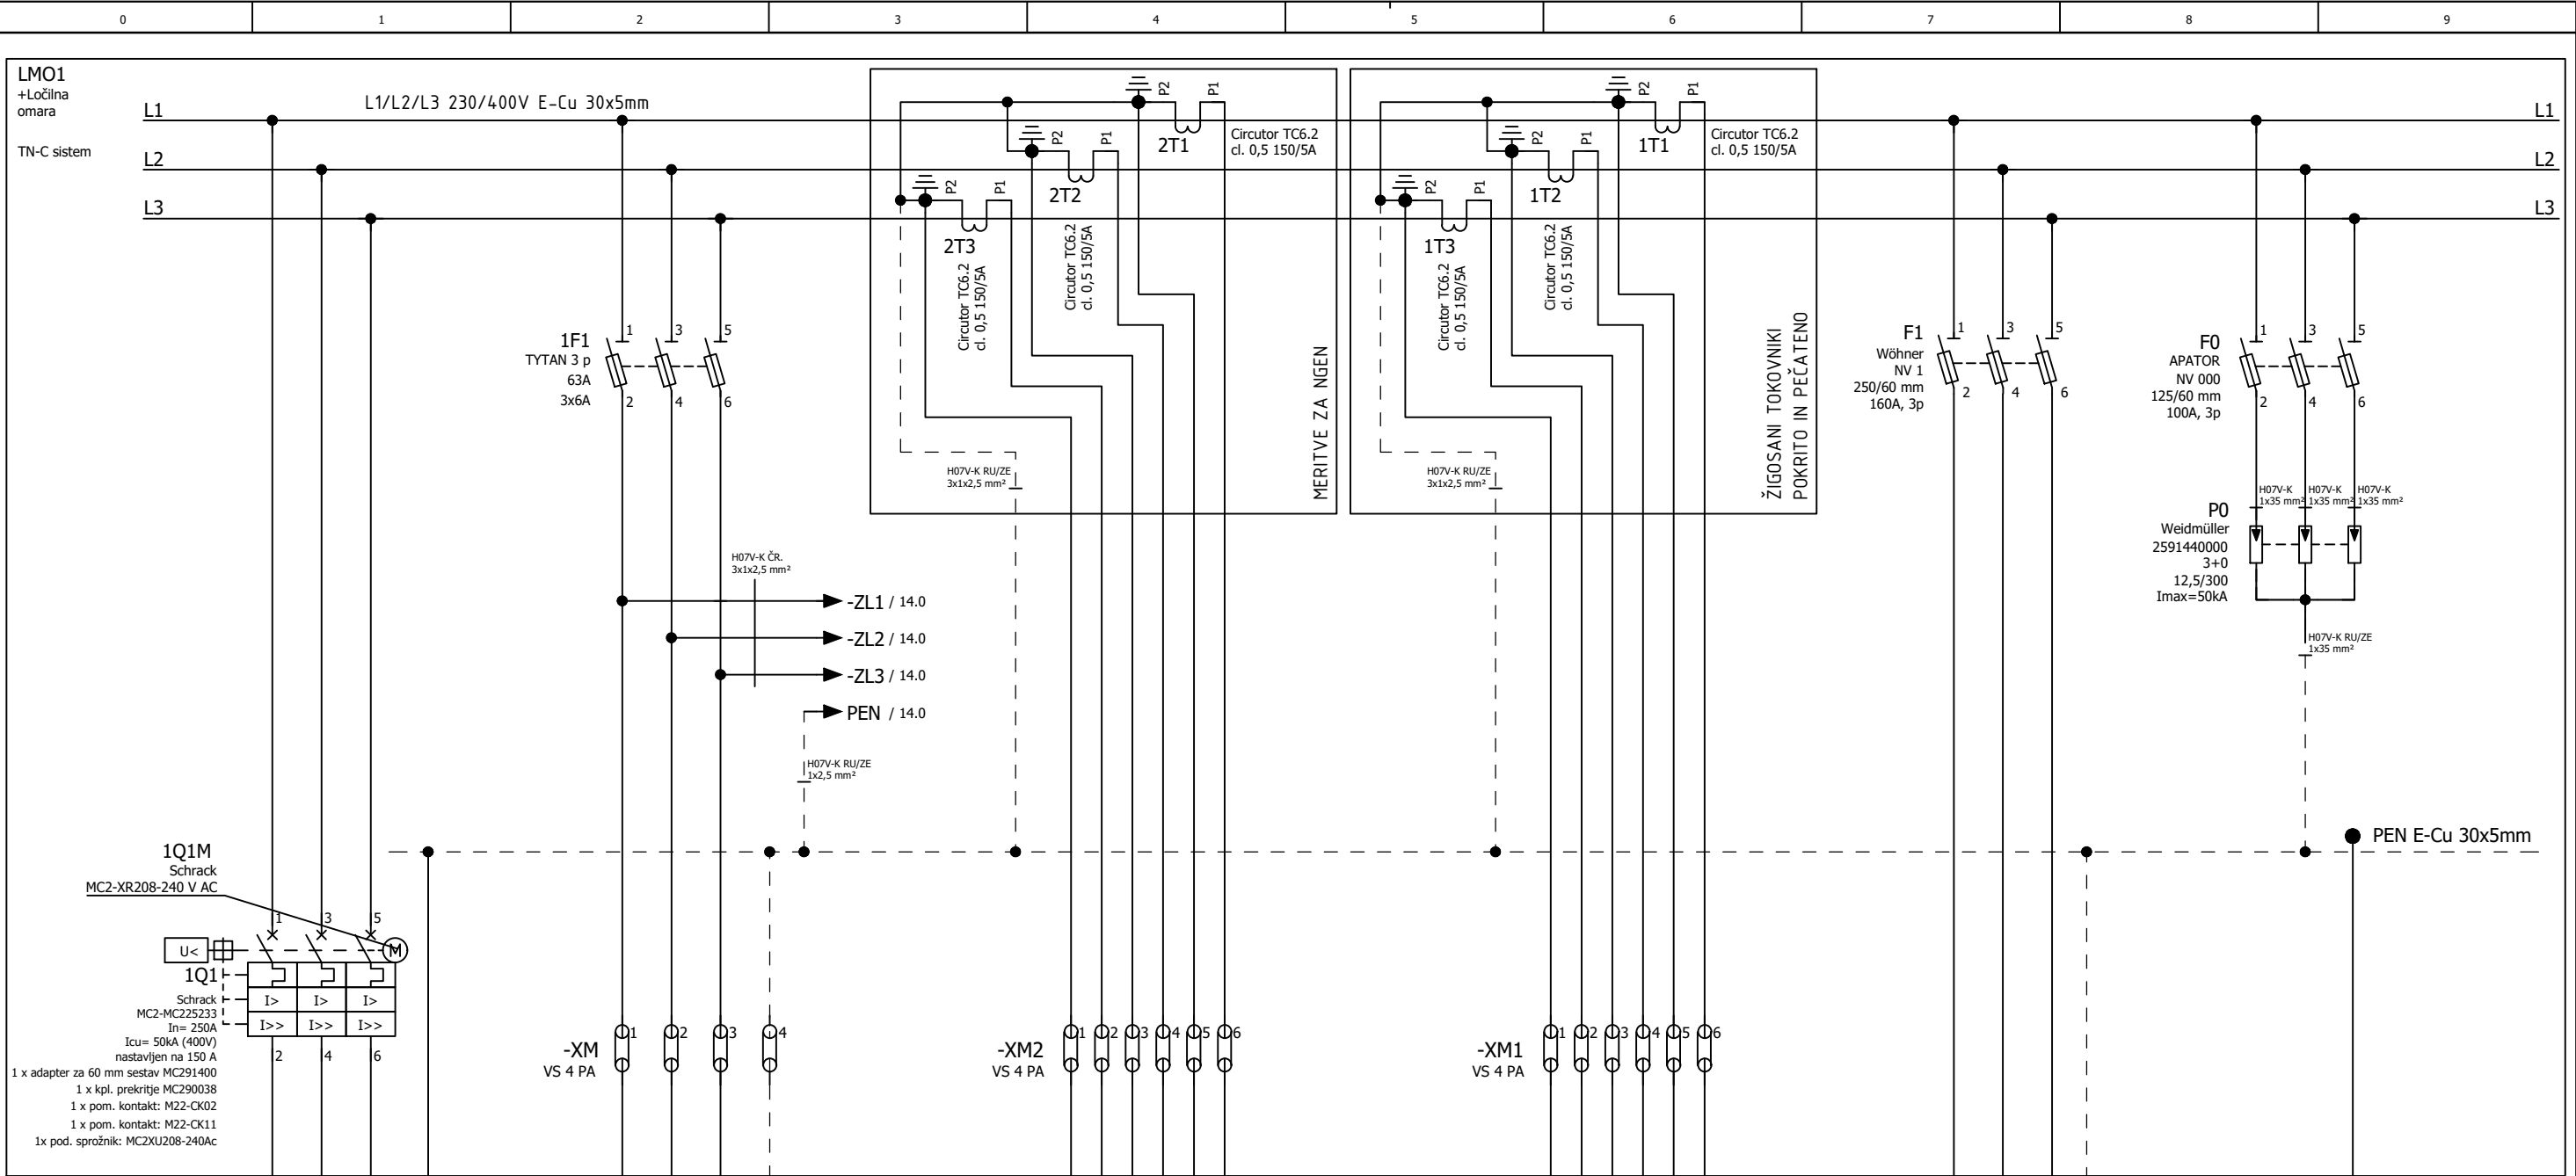 0 1 2 3 4 5 6 7 8 9
LMO1
+Ločilna
omara
TN-C sistem
L1
L2
L3
L1/L2/L3 230/400V E-Cu 30x5mm
L1
L2
L3
P2 P1
2T1
Circutor TC6.2
cl. 0,5 150/5A
P2 P1
2T2
Circutor TC6.2
cl. 0,5 150/5A
P2 P1
2T3
Circutor TC6.2
cl. 0,5 150/5A
H07V-K RU/ZE
3x1x2,5 mm²
MERITVE ZA NGEN
P2 P1
1T1
Circutor TC6.2
cl. 0,5 150/5A
P2 P1
1T2
Circutor TC6.2
cl. 0,5 150/5A
P2 P1
1T3
Circutor TC6.2
cl. 0,5 150/5A
H07V-K RU/ZE
3x1x2,5 mm²
ŽIGOSANI TOKOVNIKI
POKRITO IN PEČATENO
1F1
TYTAN 3 p
63A
3x6A
1 3 5
2 4 6
F1
Wöhner
NV 1
250/60 mm
160A, 3p
1 3 5
2 4 6
F0
APATOR
NV 000
125/60 mm
100A, 3p
1 3 5
2 4 6
H07V-K
1x35 mm²
H07V-K
1x35 mm²
H07V-K
1x35 mm²
P0
Weidmüller
2591440000
3+0
12,5/300
Imax=50kA
H07V-K RU/ZE
1x35 mm²
H07V-K ČR.
3x1x2,5 mm²
-ZL1 / 14.0
-ZL2 / 14.0
-ZL3 / 14.0
PEN / 14.0
H07V-K RU/ZE
1x2,5 mm²
PEN E-Cu 30x5mm
1Q1M
Schrack
MC2-XR208-240 V AC
1 3 5
U<
M
1Q1
I> I> I>
I>> I>> I>>
2 4 6
Schrack
MC2-MC225233
In= 250A
Icu= 50kA (400V)
nastavljen na 150 A
1 x adapter za 60 mm sestav MC291400
1 x kpl. prekritje MC290038
1 x pom. kontakt: M22-CK02
1 x pom. kontakt: M22-CK11
1x pod. sprožnik: MC2XU208-240Ac
-XM
VS 4 PA
1 2 3 4
-XM2
VS 4 PA
1 2 3 4 5 6
-XM1
VS 4 PA
1 2 3 4 5 6